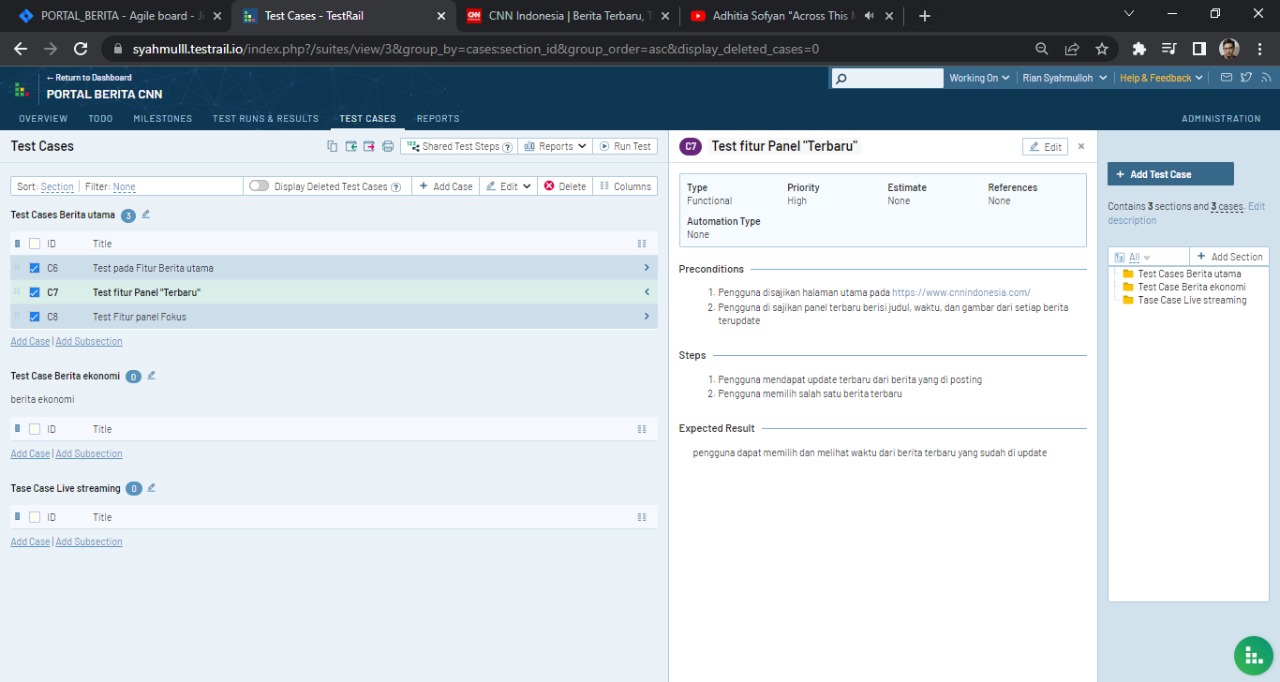 PORTAL_BERITA - Agile board - Ji
Test Cases - TestRail
CNN Indonesia | Berita Terbaru, T
Adhitia Sofyan "Across This M
syahmulll.testrail.io/index.php?/suites/view/3&group_by=cases:section_id&group_order=asc&display_deleted_cases=0
← Return to Dashboard
PORTAL BERITA CNN
Working On
Rian Syahmulloh
Help & Feedback
OVERVIEW TODO MILESTONES TEST RUNS & RESULTS TEST CASES REPORTS ADMINISTRATION
Test Cases
Shared Test Steps ?
Reports
Run Test
Sort: Section | Filter: None
Display Deleted Test Cases ?
+ Add Case
Edit
Delete
Columns
Test Cases Berita utama 3
ID Title
C6 Test pada Fitur Berita utama
C7 Test fitur Panel "Terbaru"
C8 Test Fitur panel Fokus
Add Case | Add Subsection
Test Case Berita ekonomi 0
berita ekonomi
ID Title
Add Case | Add Subsection
Tase Case Live streaming 0
ID Title
Add Case | Add Subsection
C7 Test fitur Panel "Terbaru"
Edit
Type Priority Estimate References
Functional High None None
Automation Type
None
Preconditions
1. Pengguna disajikan halaman utama pada https://www.cnnindonesia.com/
2. Pengguna di sajikan panel terbaru berisi judul, waktu, dan gambar dari setiap berita
terupdate
Steps
1. Pengguna mendapat update terbaru dari berita yang di posting
2. Pengguna memilih salah satu berita terbaru
Expected Result
pengguna dapat memilih dan melihat waktu dari berita terbaru yang sudah di update
+ Add Test Case
Contains 3 sections and 3 cases. Edit
description
All
+ Add Section
Test Cases Berita utama
Test Case Berita ekonomi
Tase Case Live streaming